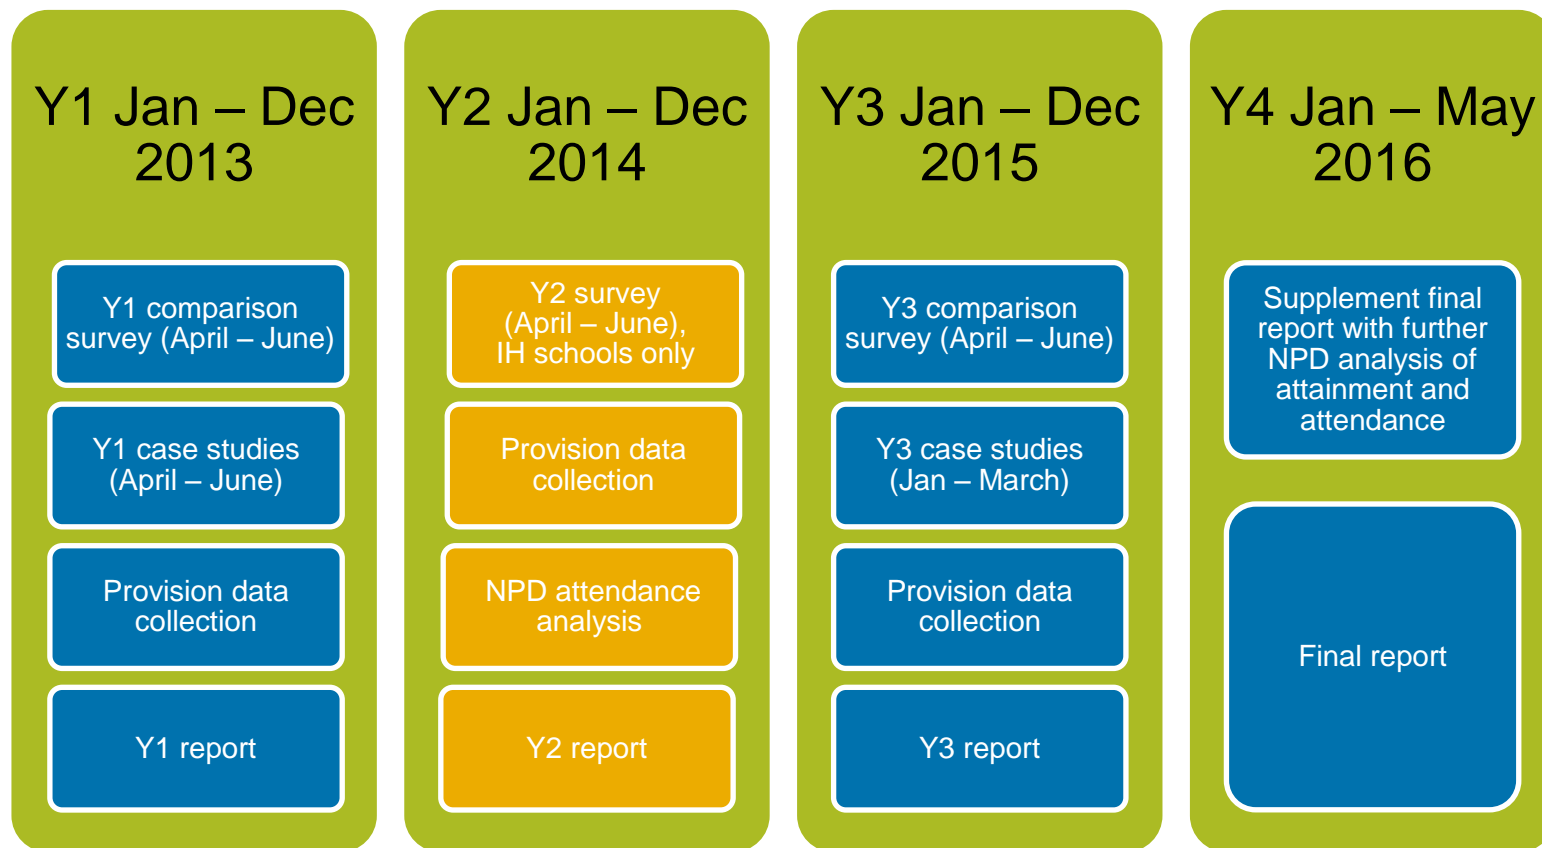 Y1 Jan – Dec
2013
Y1 comparison
survey (April – June)
Y1 case studies
(April – June)
Provision data
collection
Y1 report
Y2 Jan – Dec
2014
Y2 survey
(April – June),
IH schools only
Provision data
collection
NPD attendance
analysis
Y2 report
Y3 Jan – Dec
2015
Y3 comparison
survey (April – June)
Y3 case studies
(Jan – March)
Provision data
collection
Y3 report
Y4 Jan – May
2016
Supplement final
report with further
NPD analysis of
attainment and
attendance
Final report